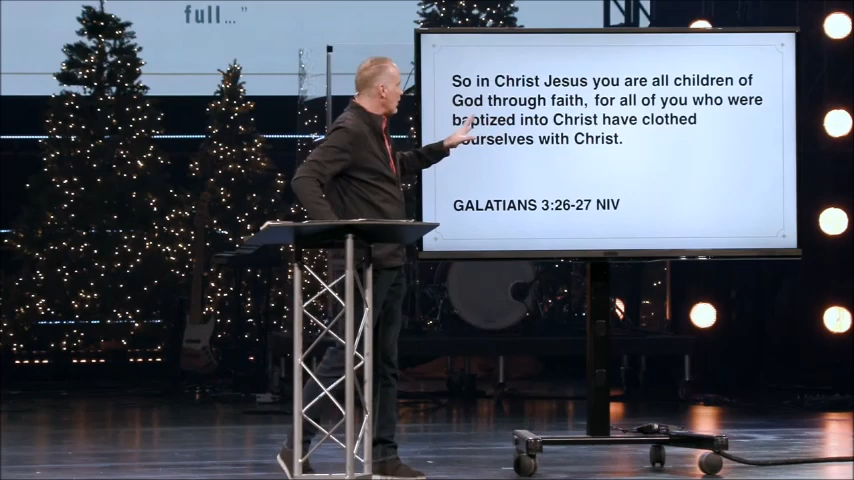 full..."
So in Christ Jesus you are all children of
God through faith, for all of you who were
baptized into Christ have clothed
ourselves with Christ.
GALATIANS 3:26-27 NIV